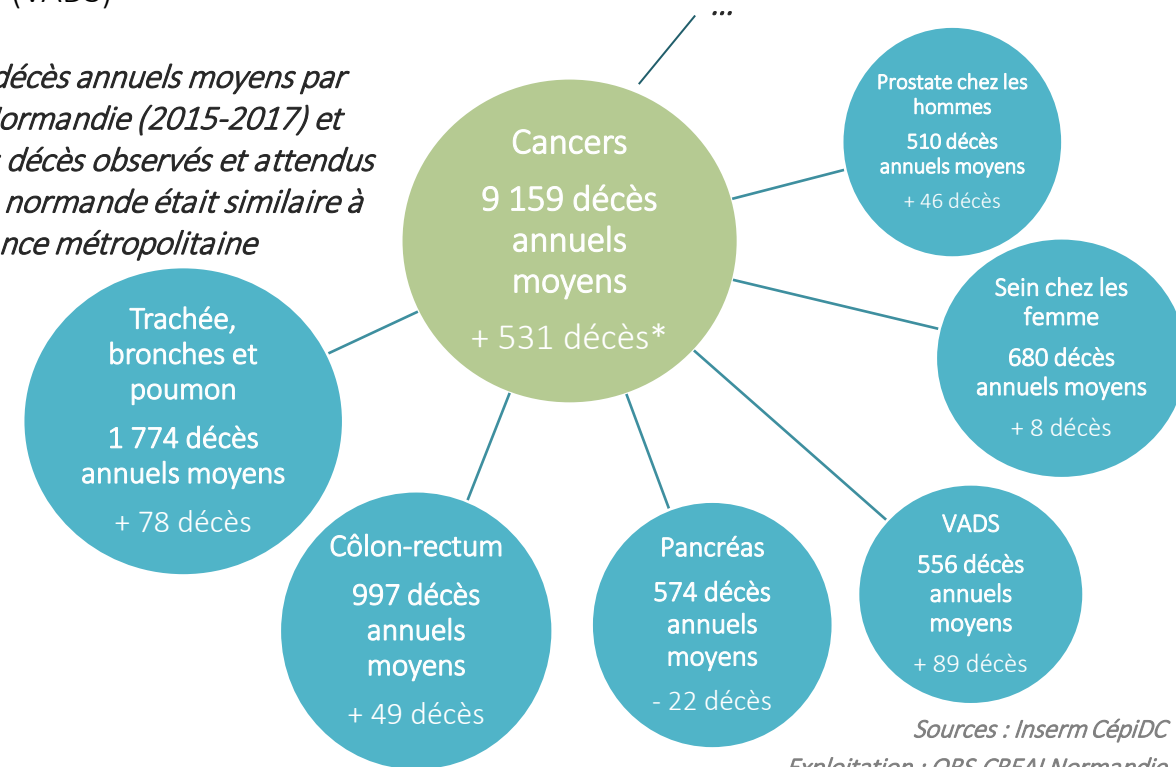 (VADS)
...
décès annuels moyens par
Normandie (2015-2017) et
décès observés et attendus
normande était similaire à
nce métropolitaine
Cancers
9 159 décès
annuels
moyens
+ 531 décès*
Prostate chez les
hommes
510 décès
annuels moyens
+ 46 décès
Sein chez les
femme
680 décès
annuels moyens
+ 8 décès
Trachée,
bronches et
poumon
1 774 décès
annuels moyens
+ 78 décès
Côlon-rectum
997 décès
annuels
moyens
+ 49 décès
Pancréas
574 décès
annuels
moyens
- 22 décès
VADS
556 décès
annuels
moyens
+ 89 décès
Sources : Inserm CépiDC
Exploitation : ORS-CREAI Normandie